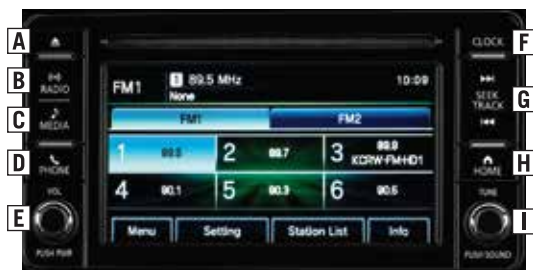 A
B
RADIO
C
MEDIA
D
PHONE
VOL
E
PUSH PWR
FM1 1 89.5 MHz 10:09
None
FM1 FM2
1 89.5 2 89.7 3 89.9
KCRW-FM-HD1
4 90.1 5 90.3 6 90.5
Menu Setting Station List Info
CLOCK F
SEEK
TRACK
G
H
HOME
TUNE
I
PUSH SOUND